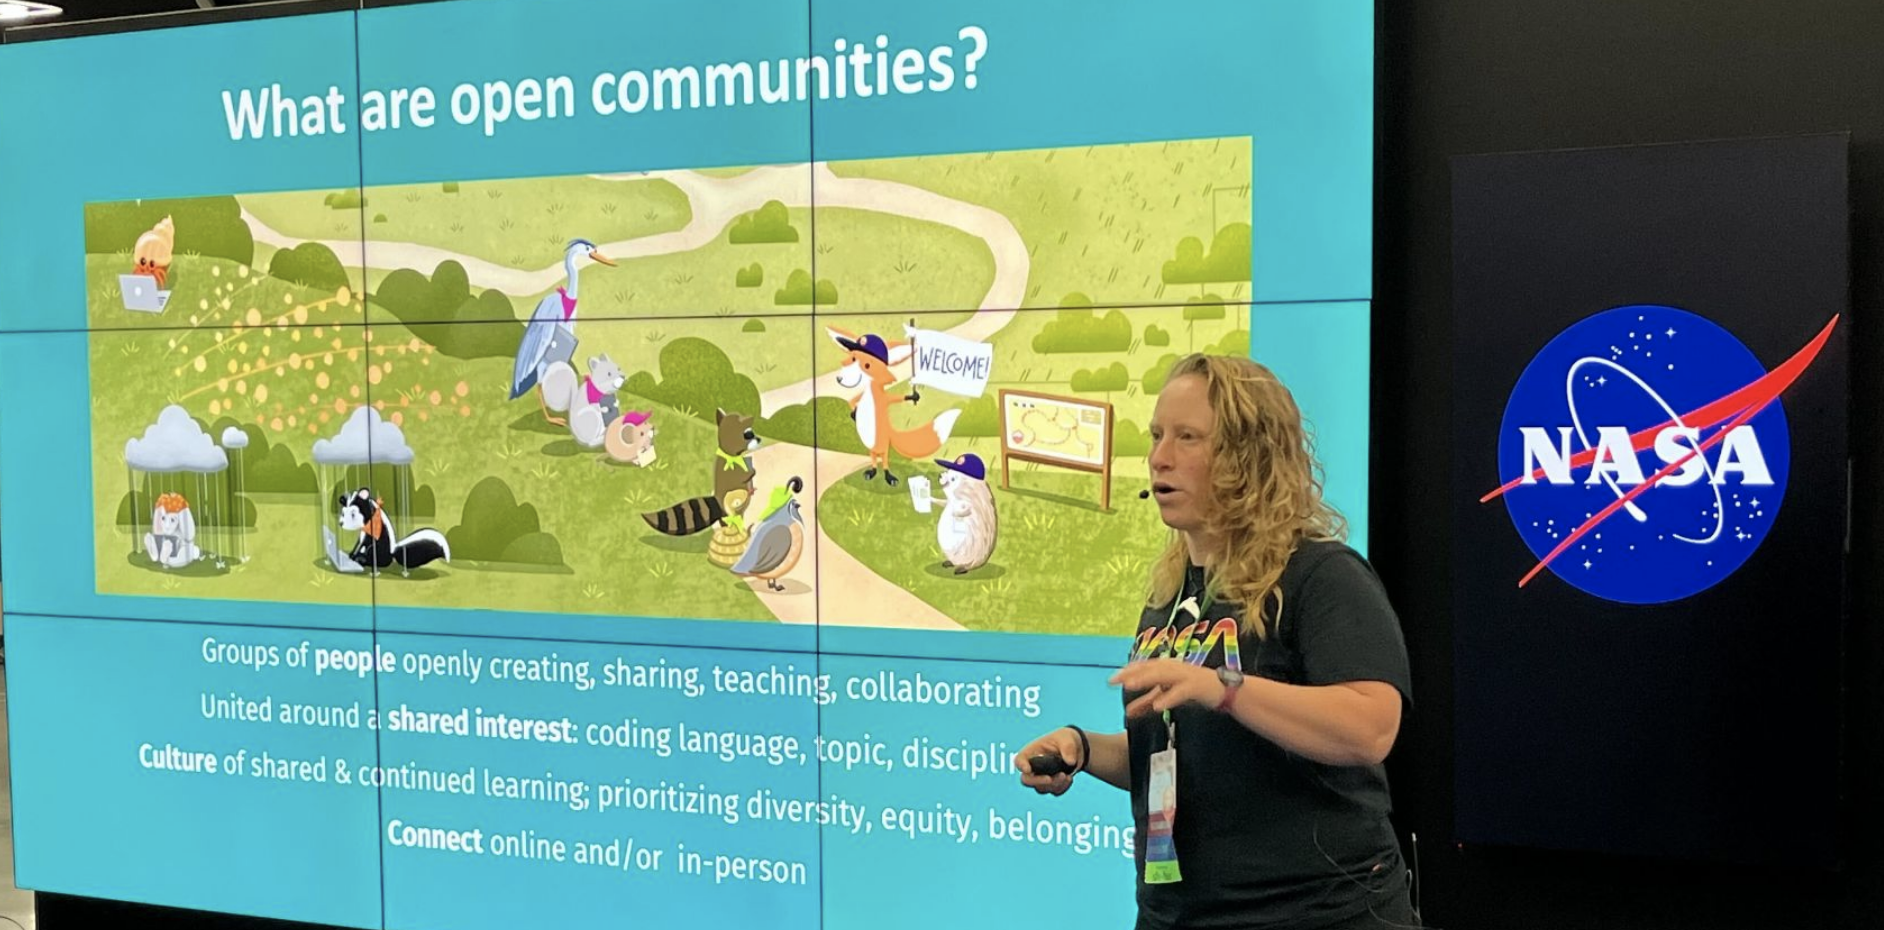 What are open communities?
WELCOME!
NASA
NASA
Groups of people openly creating, sharing, teaching, collaborating
United around a shared interest: coding language, topic,
Culture of shared & continued learning; prioritizing diversity, equity, belonging
Connect online and/or in-person